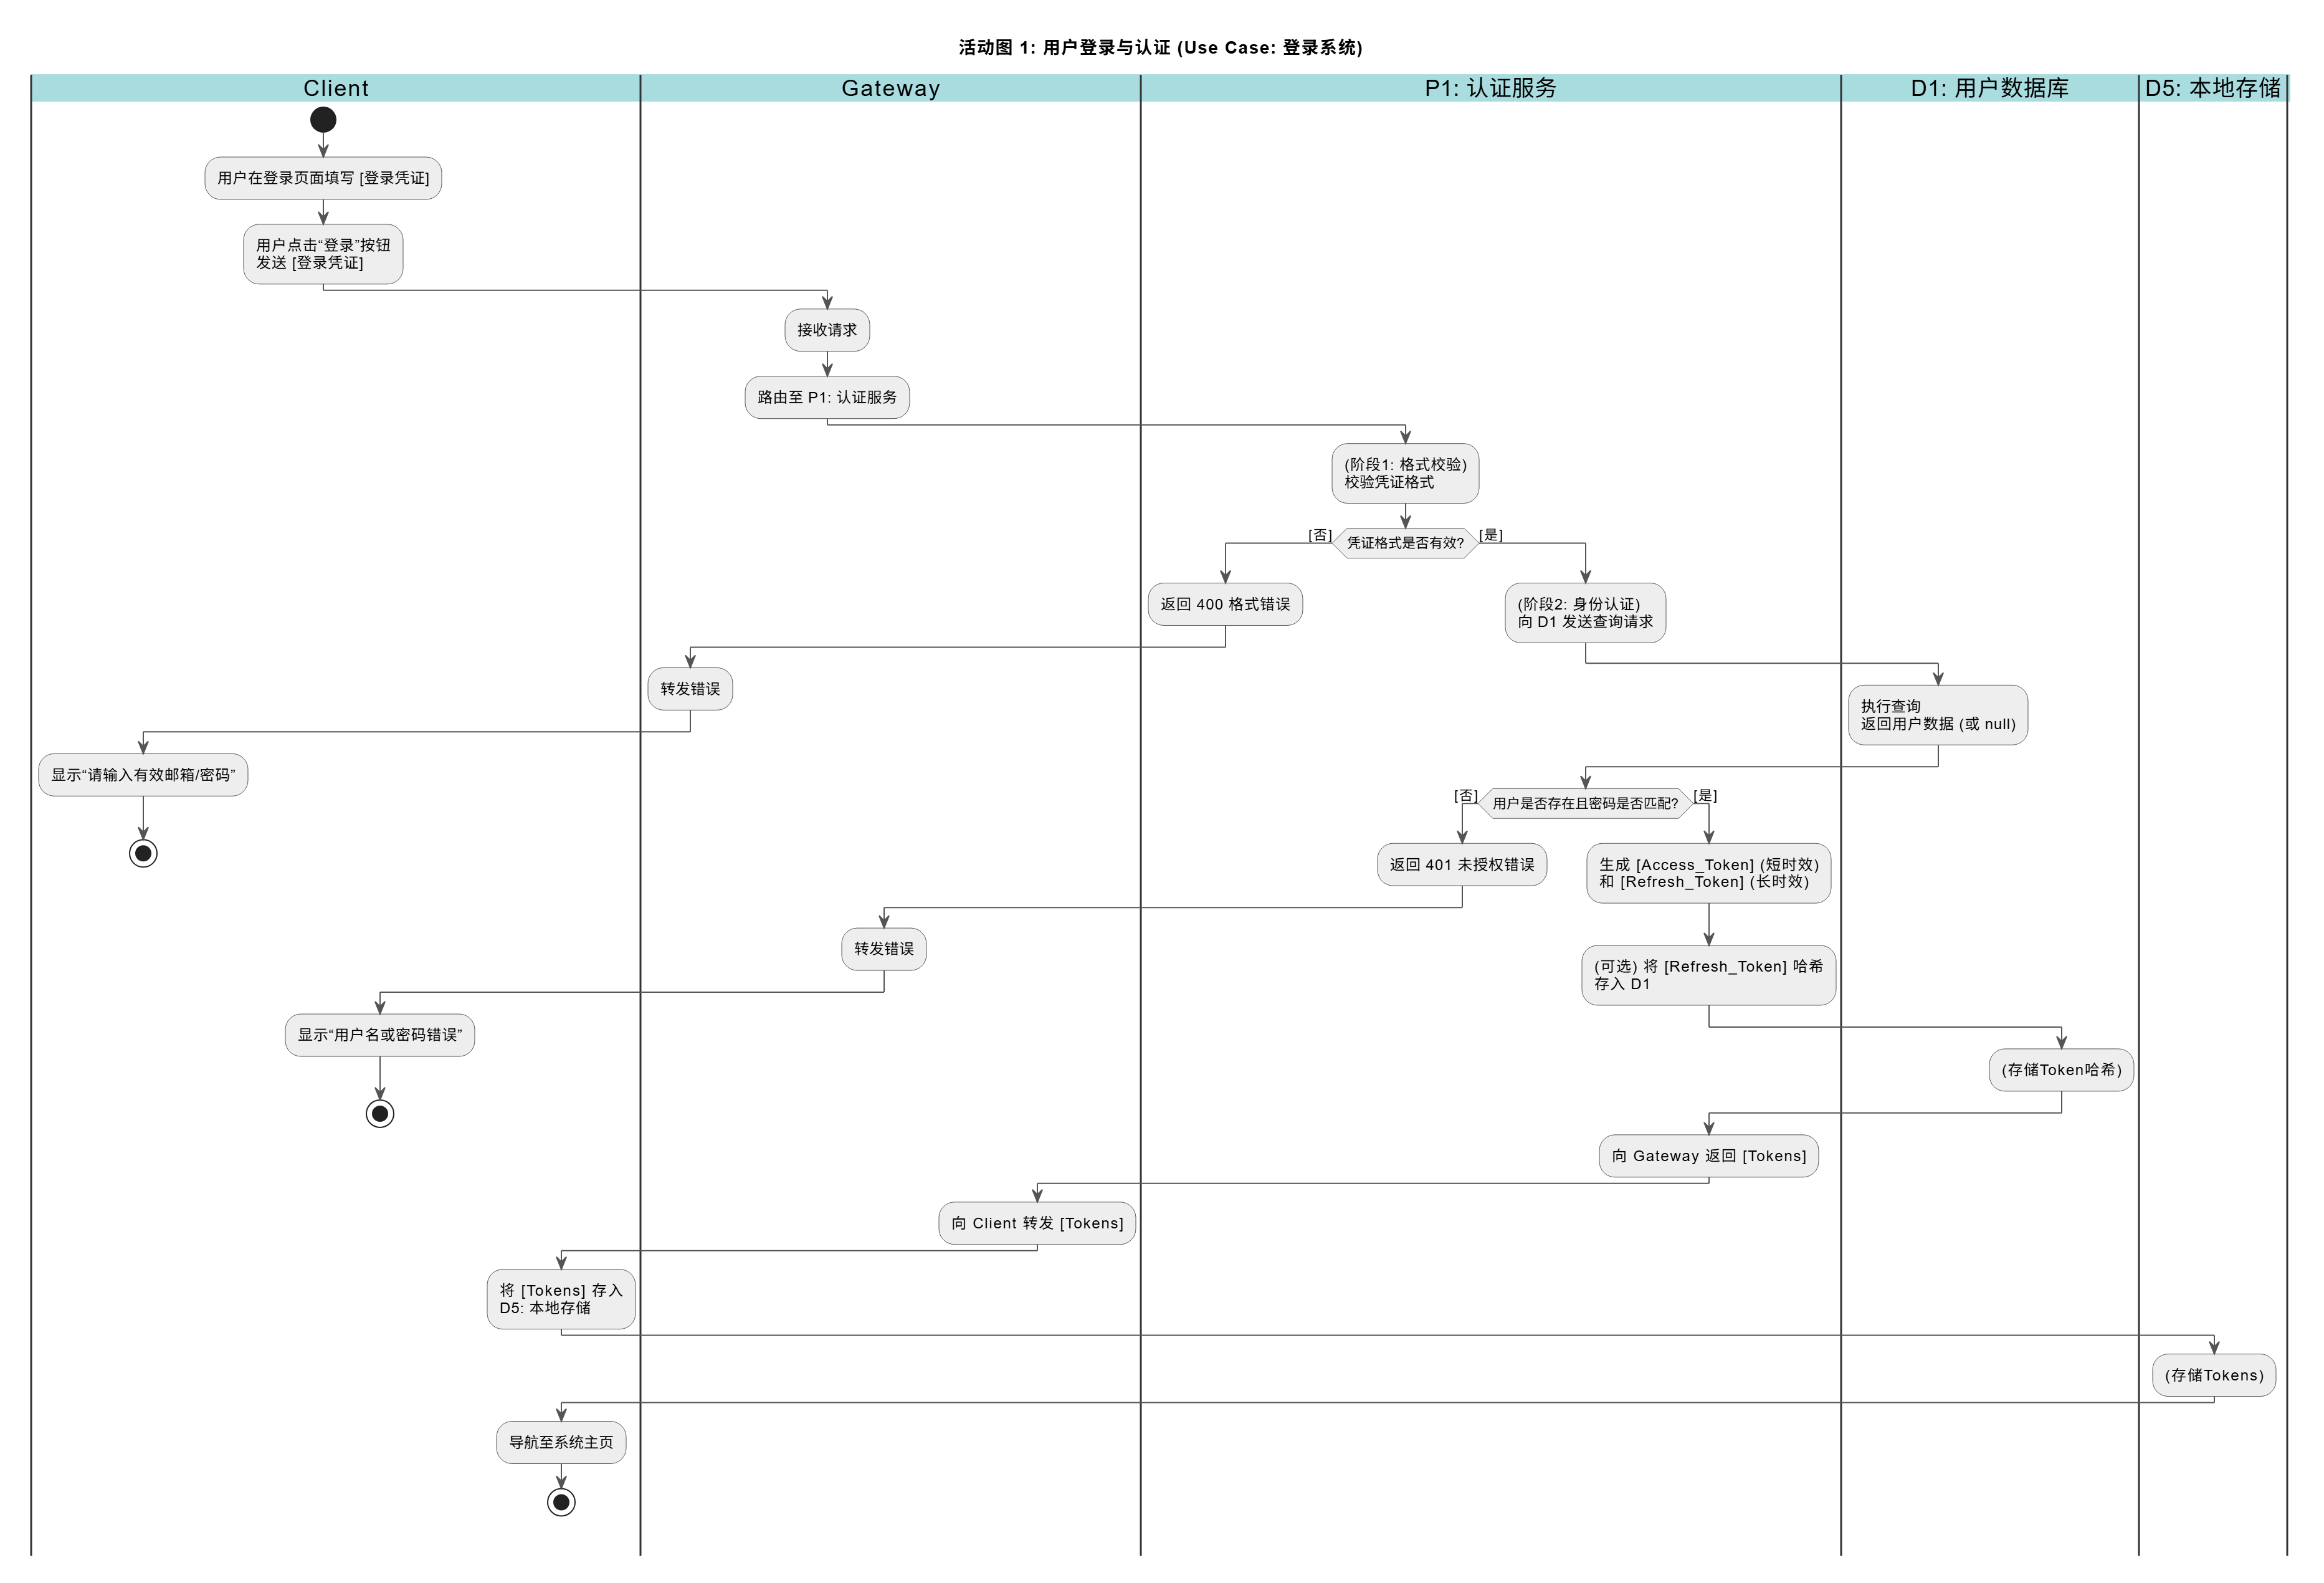 活动图 1: 用户登录与认证 (Use Case: 登录系统)
Client
Gateway
P1: 认证服务
D1: 用户数据库
D5: 本地存储
用户在登录页面填写 [登录凭证]
用户点击“登录”按钮
发送 [登录凭证]
接收请求
路由至 P1: 认证服务
(阶段1: 格式校验)
校验凭证格式
[否]
凭证格式是否有效?
[是]
返回 400 格式错误
(阶段2: 身份认证)
向 D1 发送查询请求
转发错误
执行查询
返回用户数据 (或 null)
显示“请输入有效邮箱/密码”
[否]
用户是否存在且密码是否匹配?
[是]
返回 401 未授权错误
生成 [Access_Token] (短时效)
和 [Refresh_Token] (长时效)
转发错误
(可选) 将 [Refresh_Token] 哈希
存入 D1
显示“用户名或密码错误”
(存储Token哈希)
向 Gateway 返回 [Tokens]
向 Client 转发 [Tokens]
将 [Tokens] 存入
D5: 本地存储
(存储Tokens)
导航至系统主页